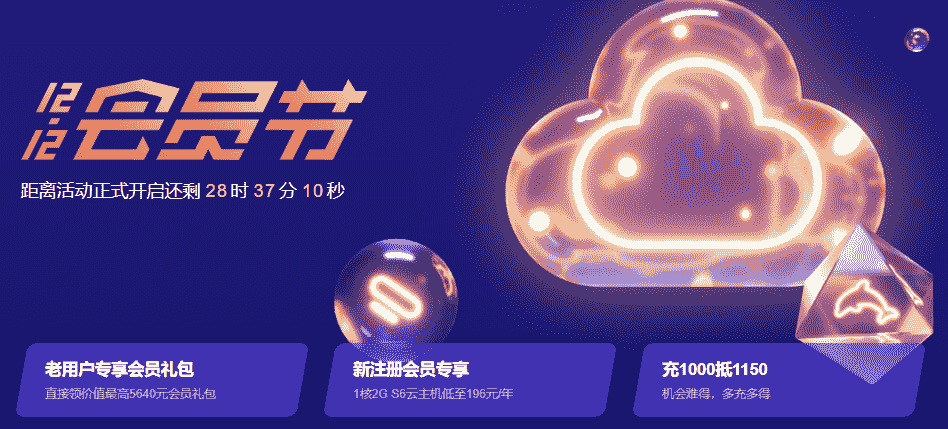 12.12 会员节
距离活动正式开启还剩 28 时 37 分 10 秒
老用户专享会员礼包
直接领价值最高5640元会员礼包
新注册会员专享
1核2G S6云主机低至196元/年
充1000抵1150
机会难得，多充多得